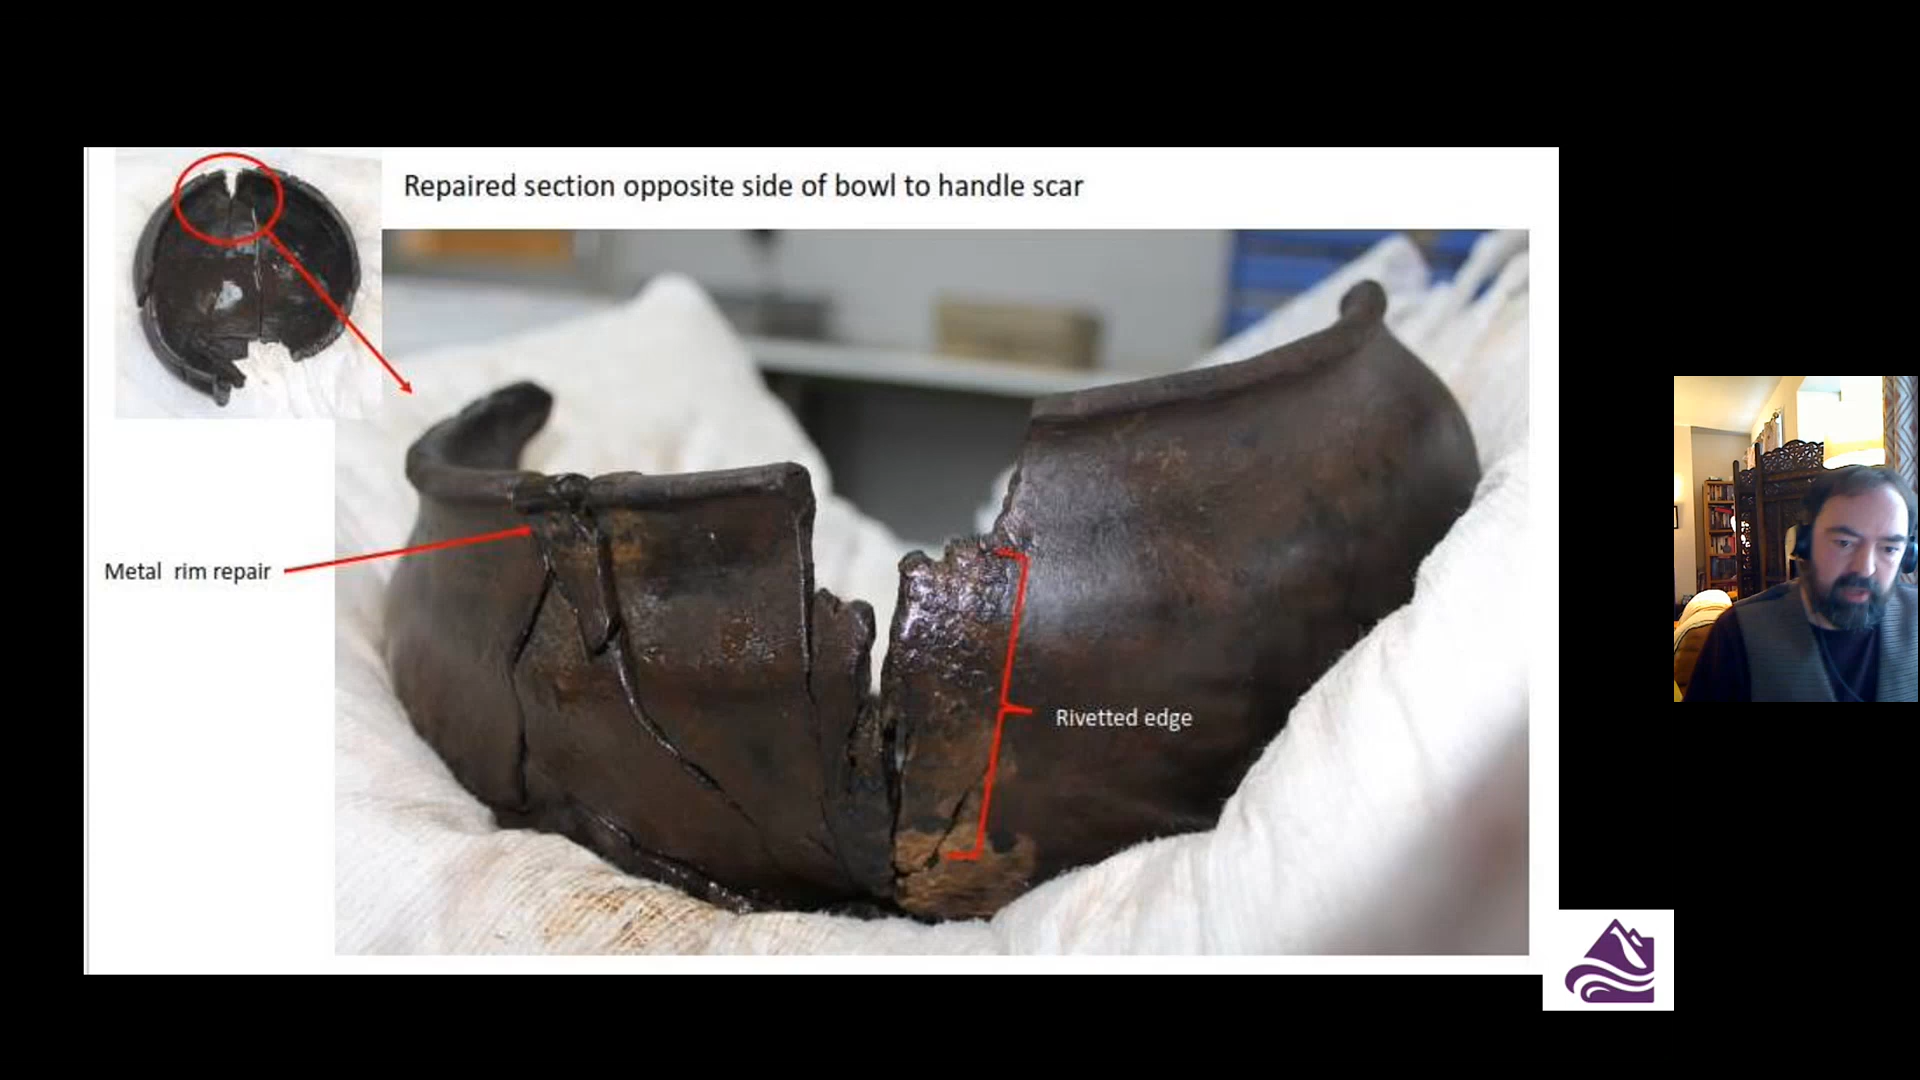 Repaired section opposite side of bowl to handle scar
Metal rim repair
Rivetted edge